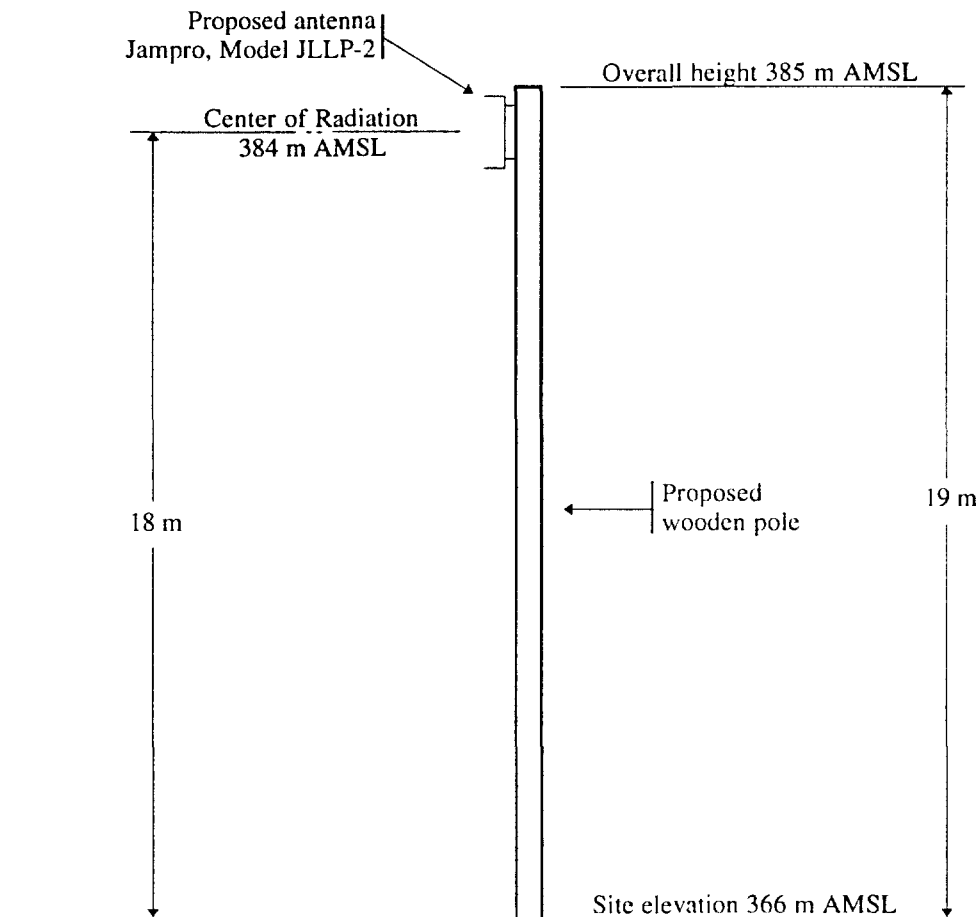 Proposed antenna
Jampro, Model JLLP-2
Overall height 385 m AMSL
Center of Radiation
384 m AMSL
Proposed
wooden pole
19 m
18 m
Site elevation 366 m AMSL